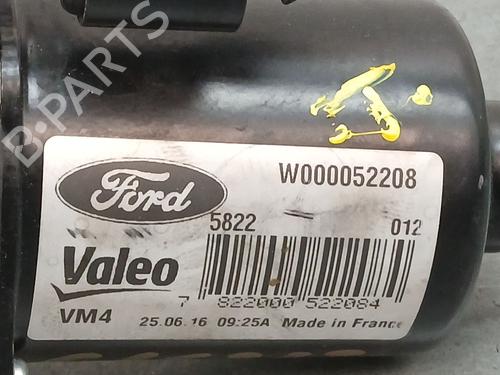 B-PARTS
Ford
W000052208
5822 012
Valeo
7 822000 522084
VM4 25.06.16 09:25A Made in France